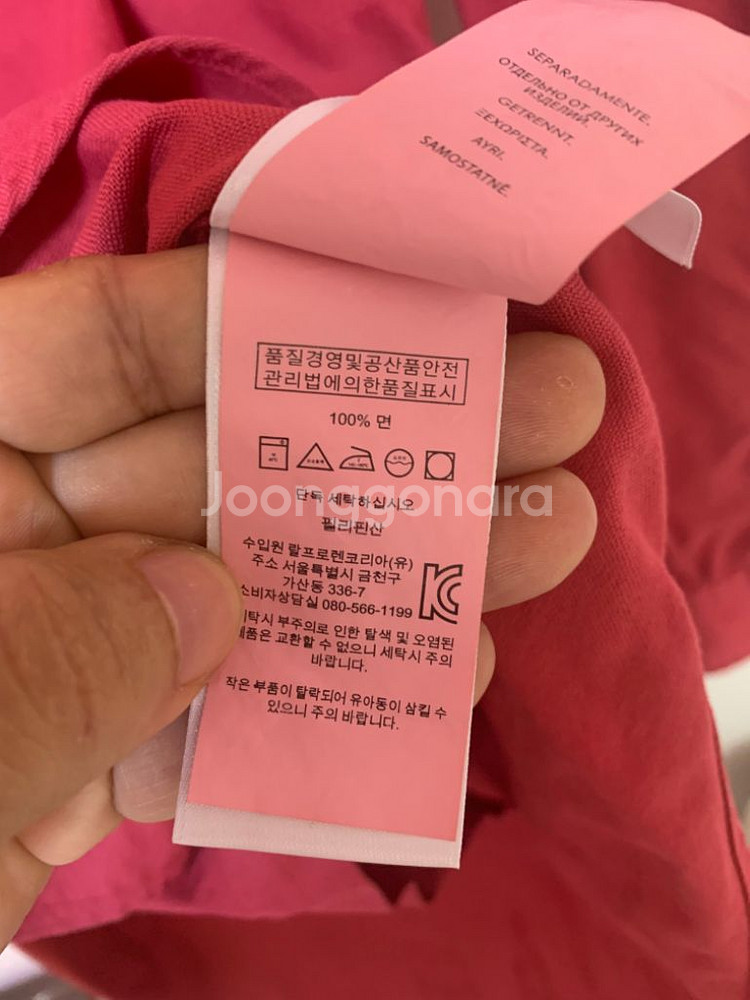 SEPARADAMENTE.
ОТДЕЛЬНО ОТ ДРУГИХ
ИЗДЕЛИЙ.
GETRENNT.
ΞΕΧΩΡΙΣΤΑ.
AYRI.
SAMOSTATNĚ.
품질경영및공산품안전
관리법에의한품질표시
100% 면
단독 세탁하십시오
Joonggonara
필리핀산
수입원 랄프로렌코리아(유)
주소 서울특별시 금천구
가산동 336-7
소비자상담실 080-566-1199
세탁시 부주의로 인한 탈색 및 오염된
제품은 교환할 수 없으니 세탁시 주의
바랍니다.
작은 부품이 탈락되어 유아동이 삼킬 수
있으니 주의 바랍니다.